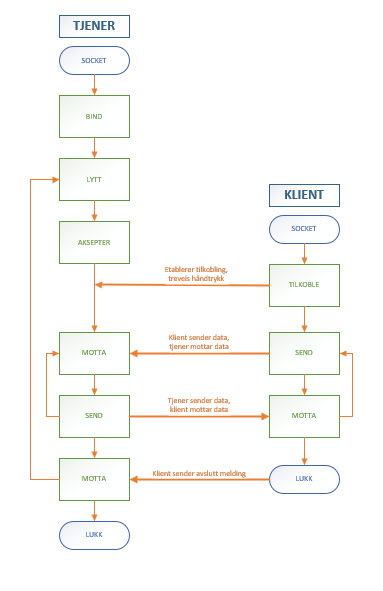 TJENER
SOCKET
BIND
LYTT
KLIENT
SOCKET
AKSEPTER
Etablerer tilkobling,
treveis håndtrykk
TILKOBLE
Klient sender data,
tjener mottar data
MOTTA
SEND
Tjener sender data,
klient mottar data
SEND
MOTTA
Klient sender avslutt melding
MOTTA
LUKK
LUKK